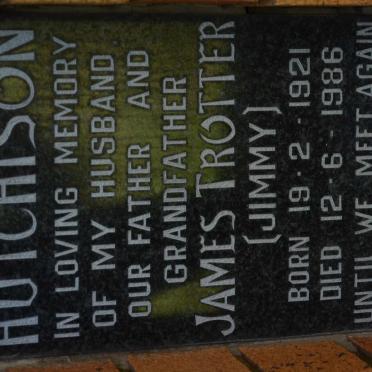 HUTCHISON
IN LOVING MEMORY
OF MY HUSBAND
OUR FATHER AND
GRANDFATHER
JAMES TROTTER
(JIMMY)
BORN 19·2·1921
DIED 12·6·1986
UNTIL WE MEET AGAIN